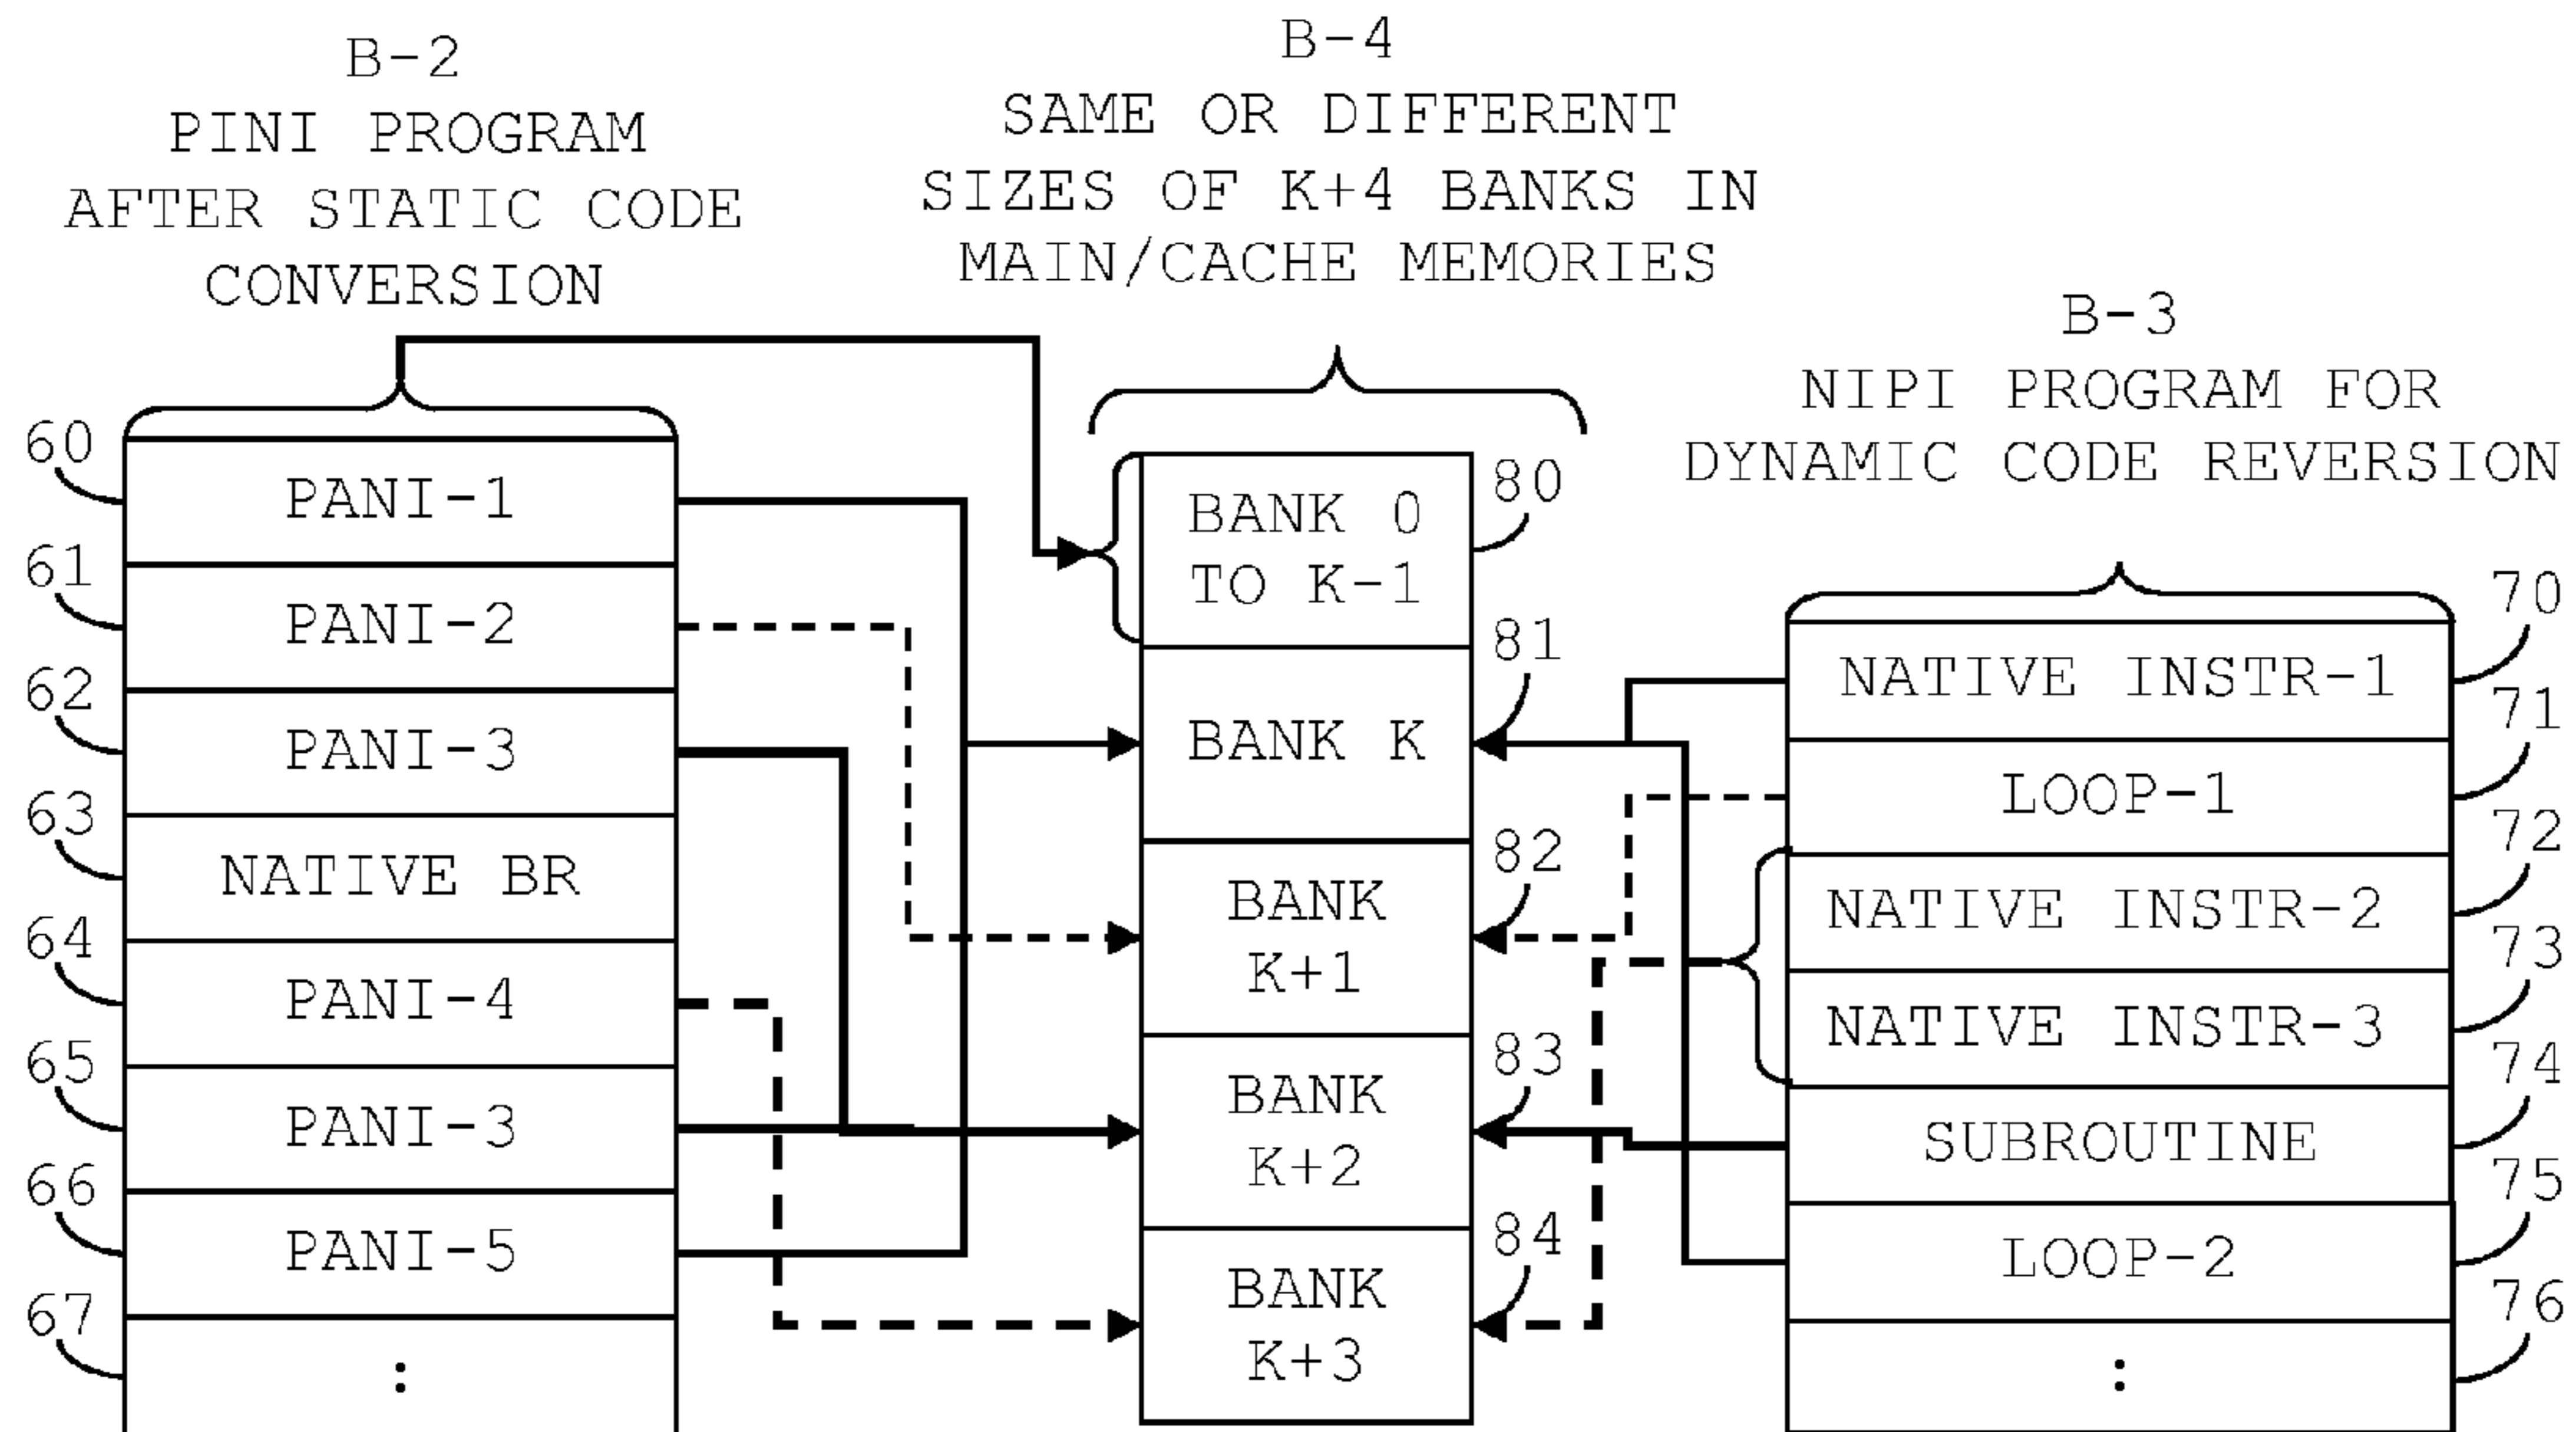 B-2
PINI PROGRAM
AFTER STATIC CODE
CONVERSION
60
PANI-1
61
PANI-2
62
PANI-3
63
NATIVE BR
64
PANI-4
65
PANI-3
66
PANI-5
67
:
B-4
SAME OR DIFFERENT
SIZES OF K+4 BANKS IN
MAIN/CACHE MEMORIES
BANK 0
TO K-1
80
BANK K
81
BANK
K+1
82
BANK
K+2
83
BANK
K+3
84
B-3
NIPI PROGRAM FOR
DYNAMIC CODE REVERSION
NATIVE INSTR-1
70
LOOP-1
71
NATIVE INSTR-2
72
NATIVE INSTR-3
73
SUBROUTINE
74
LOOP-2
75
:
76